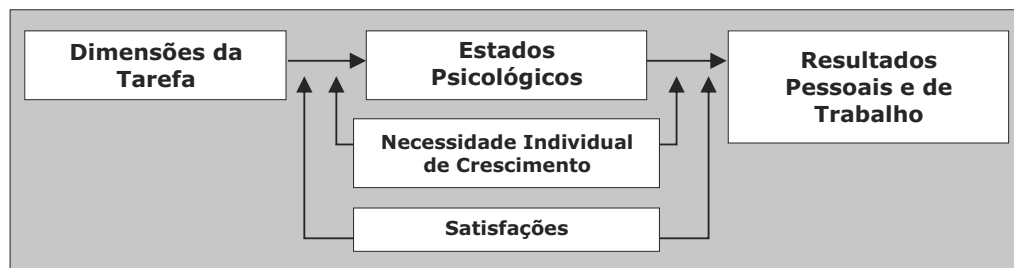 Dimensões da
Tarefa
Estados
Psicológicos
Resultados
Pessoais e de
Trabalho
Necessidade Individual
de Crescimento
Satisfações